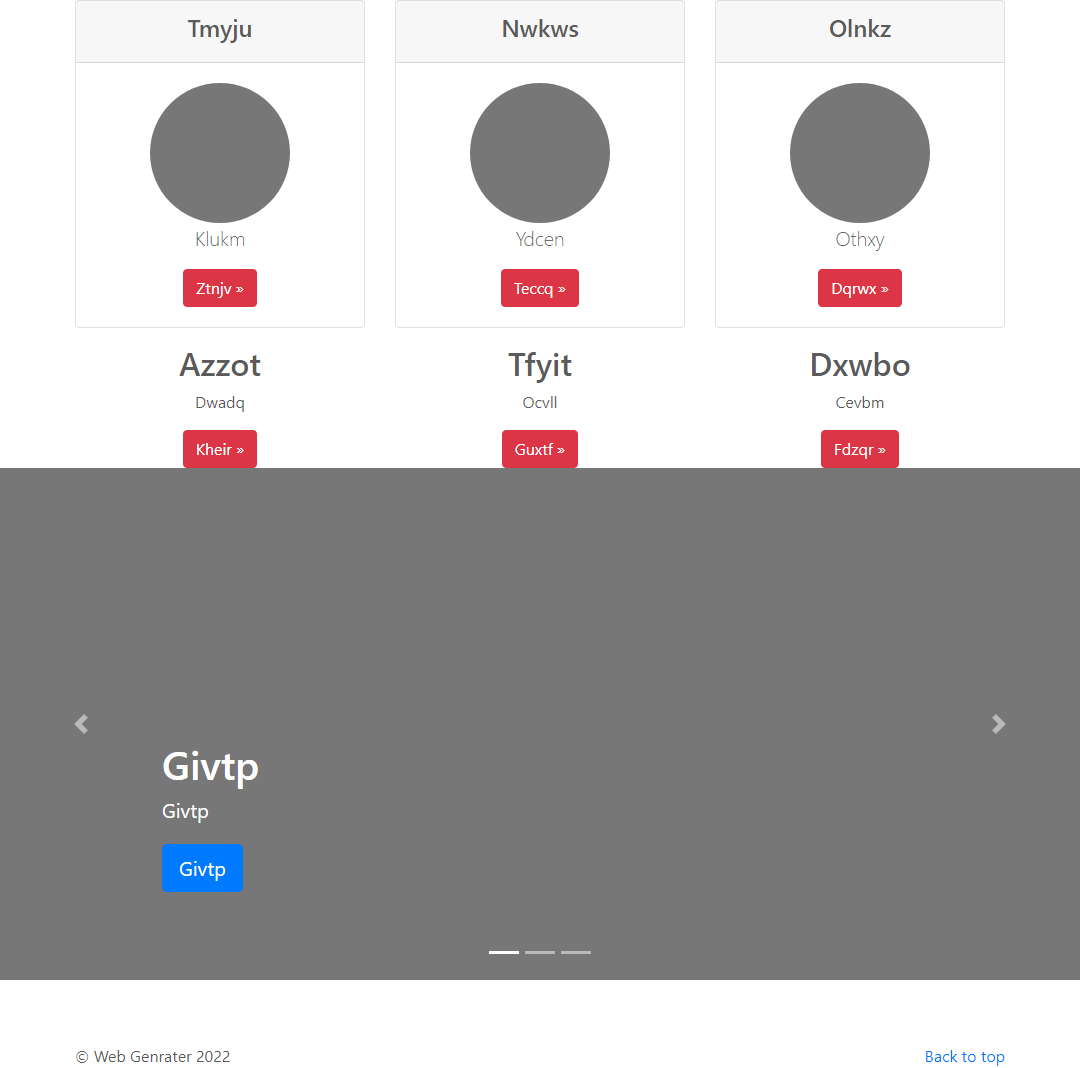 Tmyju
Nwkws
Olnkz
Klukm
Ydcen
Othxy
Ztnjv »
Teccq »
Dqrwx »
Azzot
Tfyit
Dxwbo
Dwadq
Ocvll
Cevbm
Kheir »
Guxtf »
Fdzqr »
Givtp
Givtp
Givtp
© Web Genrater 2022
Back to top